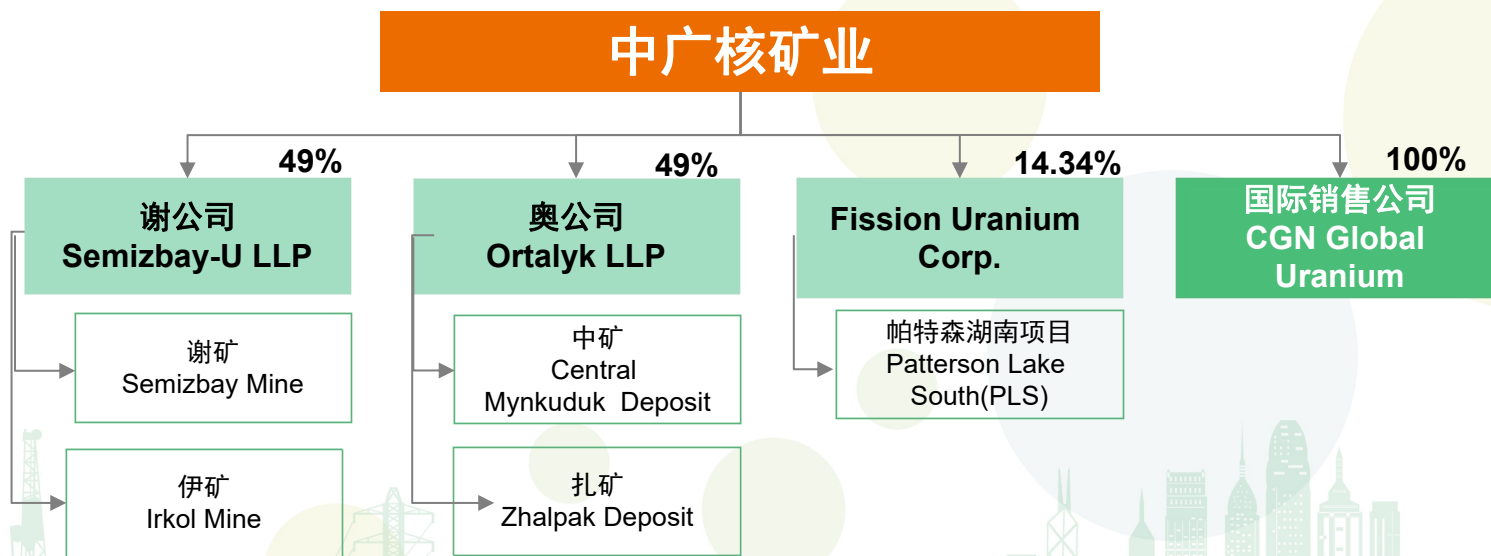 中广核矿业
49%
谢公司
Semizbay-U LLP
谢矿
Semizbay Mine
伊矿
Irkol Mine
49%
奥公司
Ortalyk LLP
中矿
Central
Mynkuduk Deposit
扎矿
Zhalpak Deposit
14.34%
Fission Uranium
Corp.
帕特森湖南项目
Patterson Lake
South(PLS)
100%
国际销售公司
CGN Global
Uranium